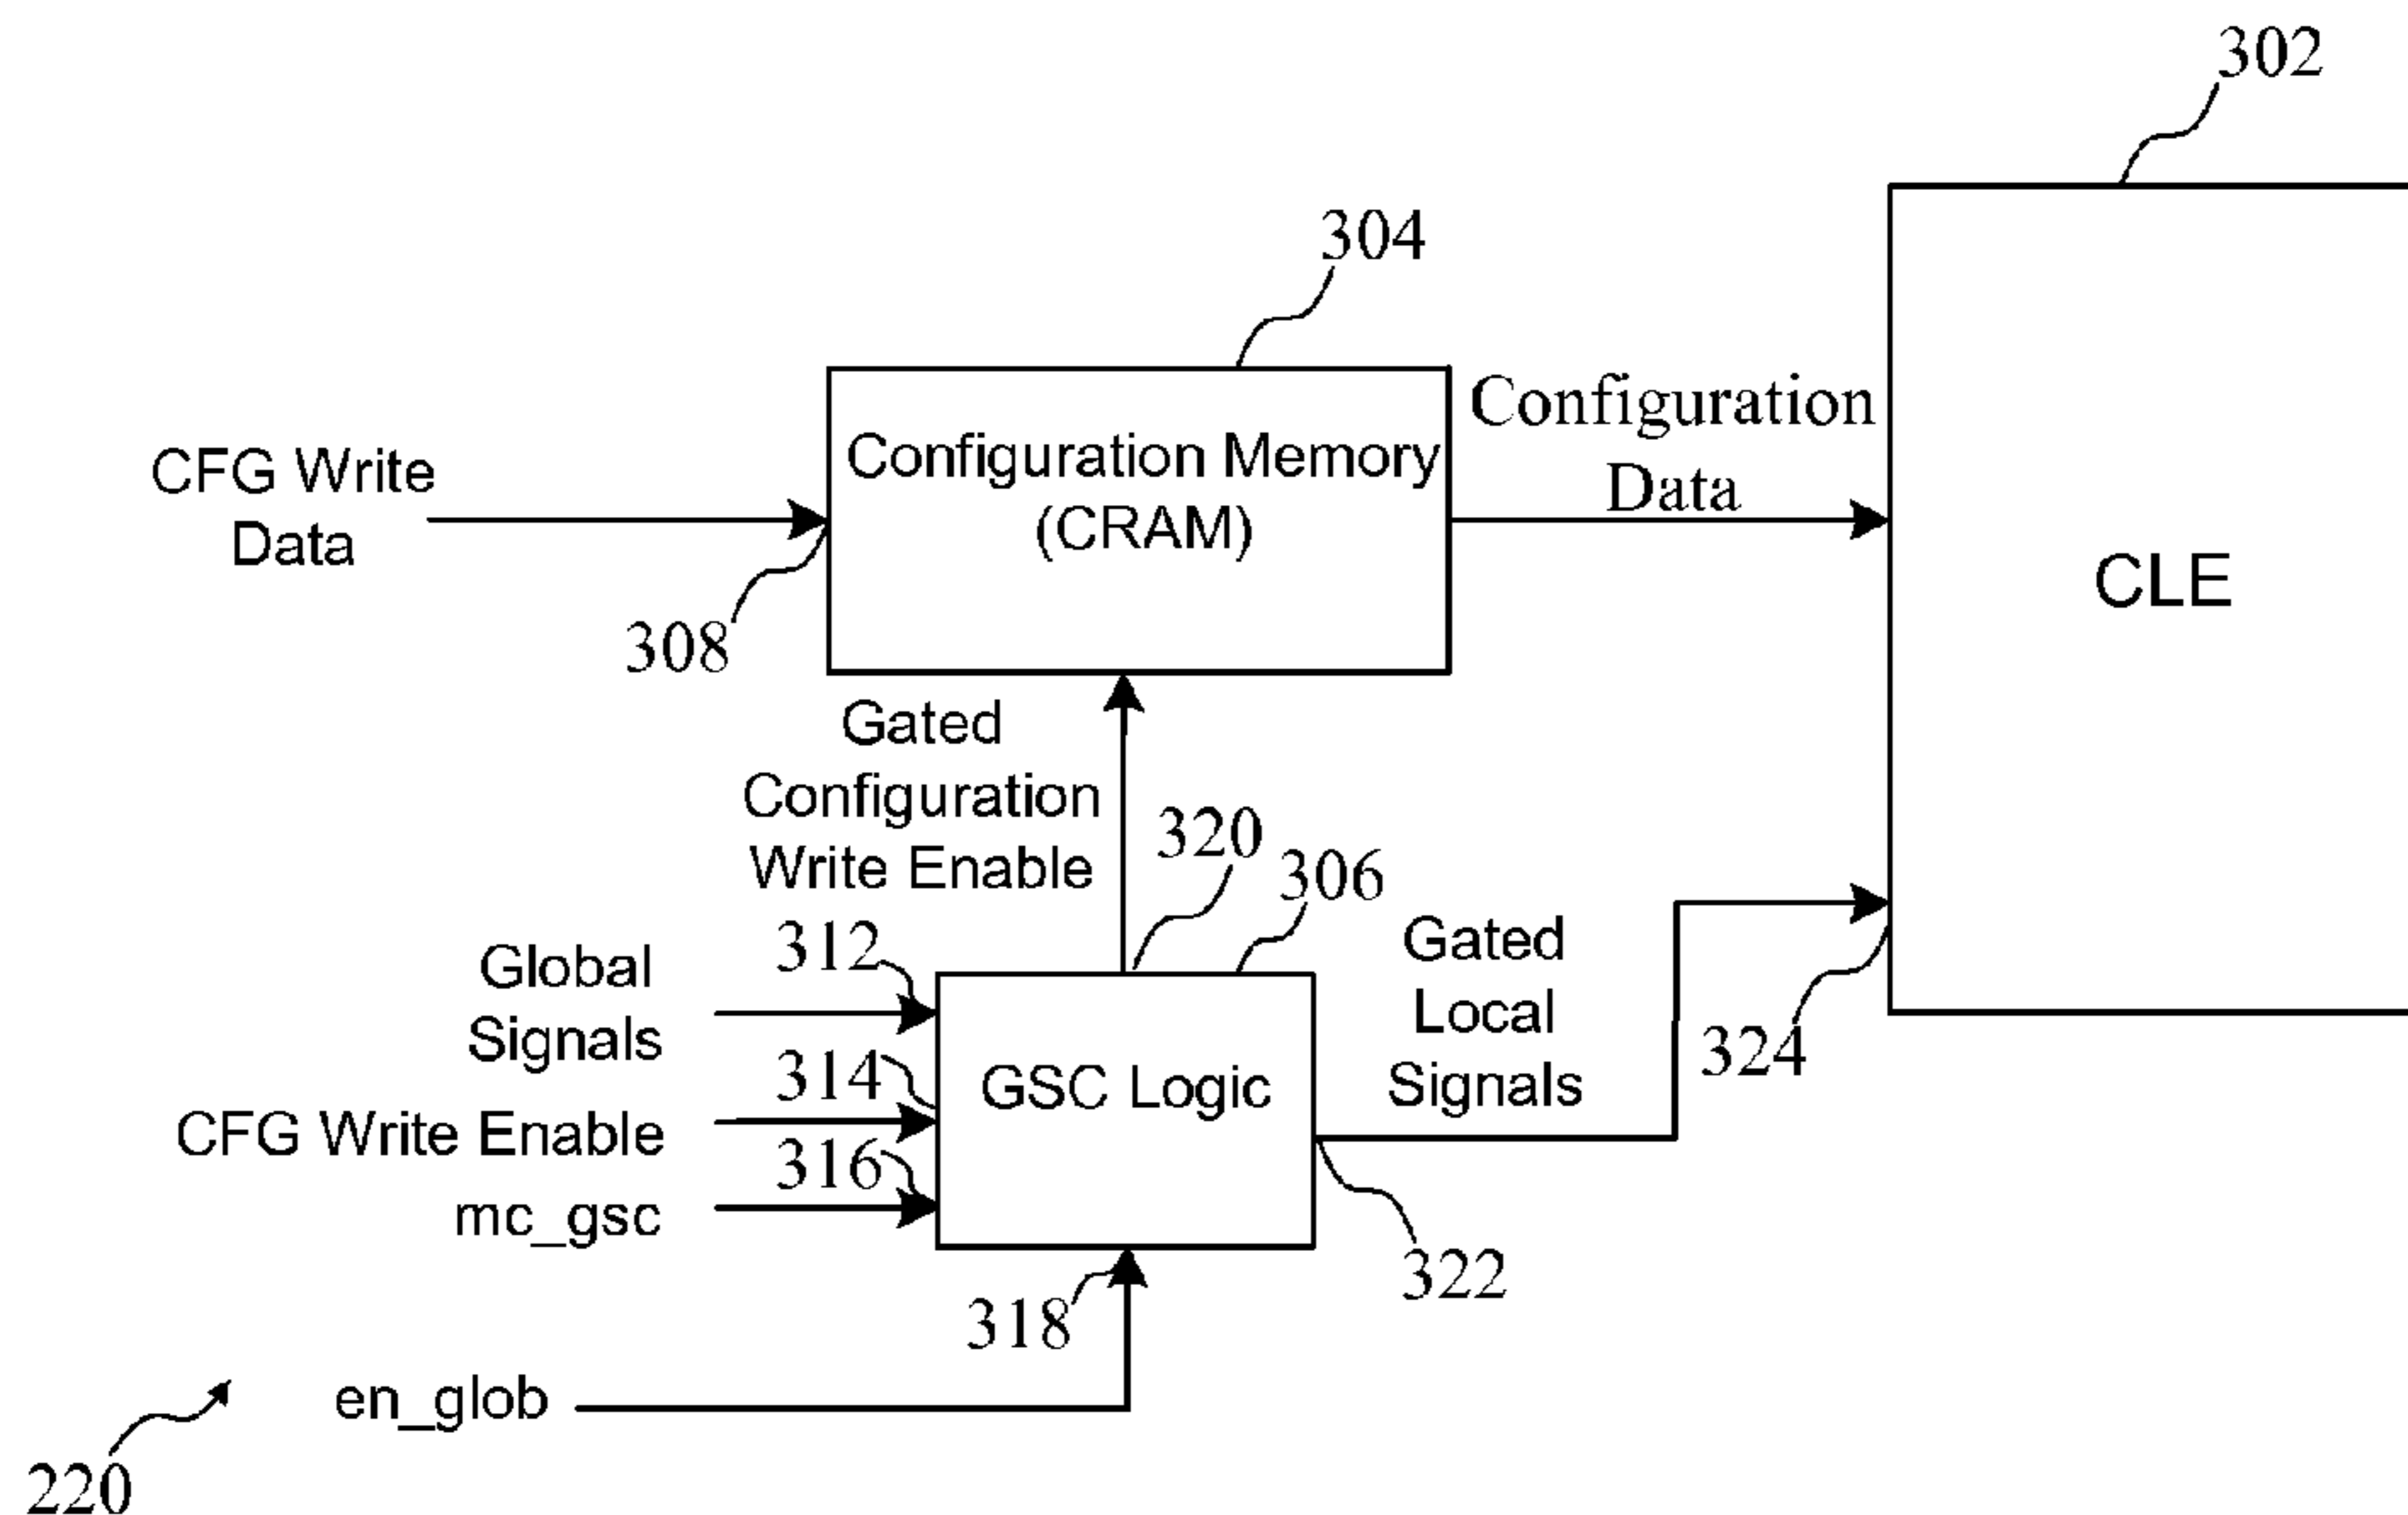 302
304
Configuration
Data
CFG Write
Data
Configuration Memory
(CRAM)
CLE
308
Gated
Configuration
Write Enable
320
306
312
Global
Signals
314
CFG Write Enable
316
mc_gsc
GSC Logic
Gated
Local
Signals
324
322
318
en_glob
220